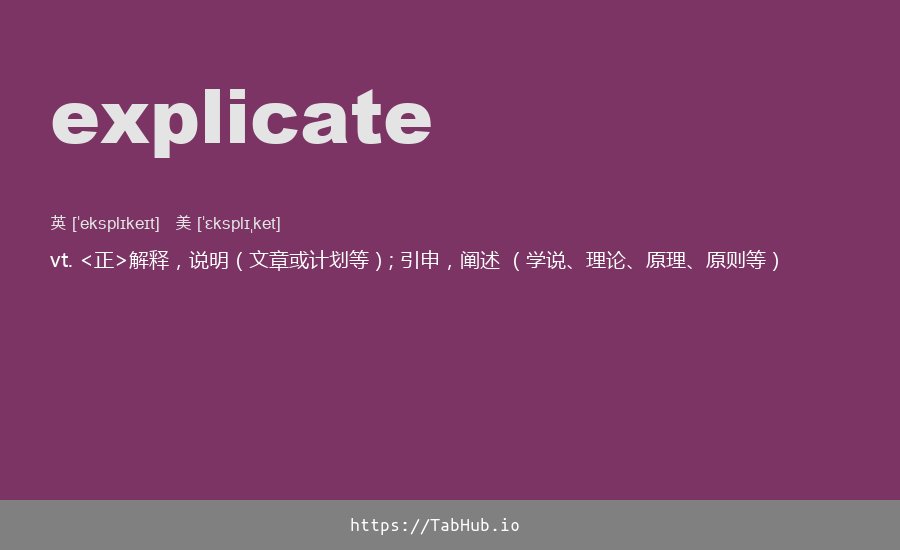 explicate
英 [ˈeksplɪkeɪt] 美 [ˈɛksplɪˌket]
vt. <正>解释，说明（文章或计划等）; 引申，阐述 （学说、理论、原理、原则等）
https://TabHub.io